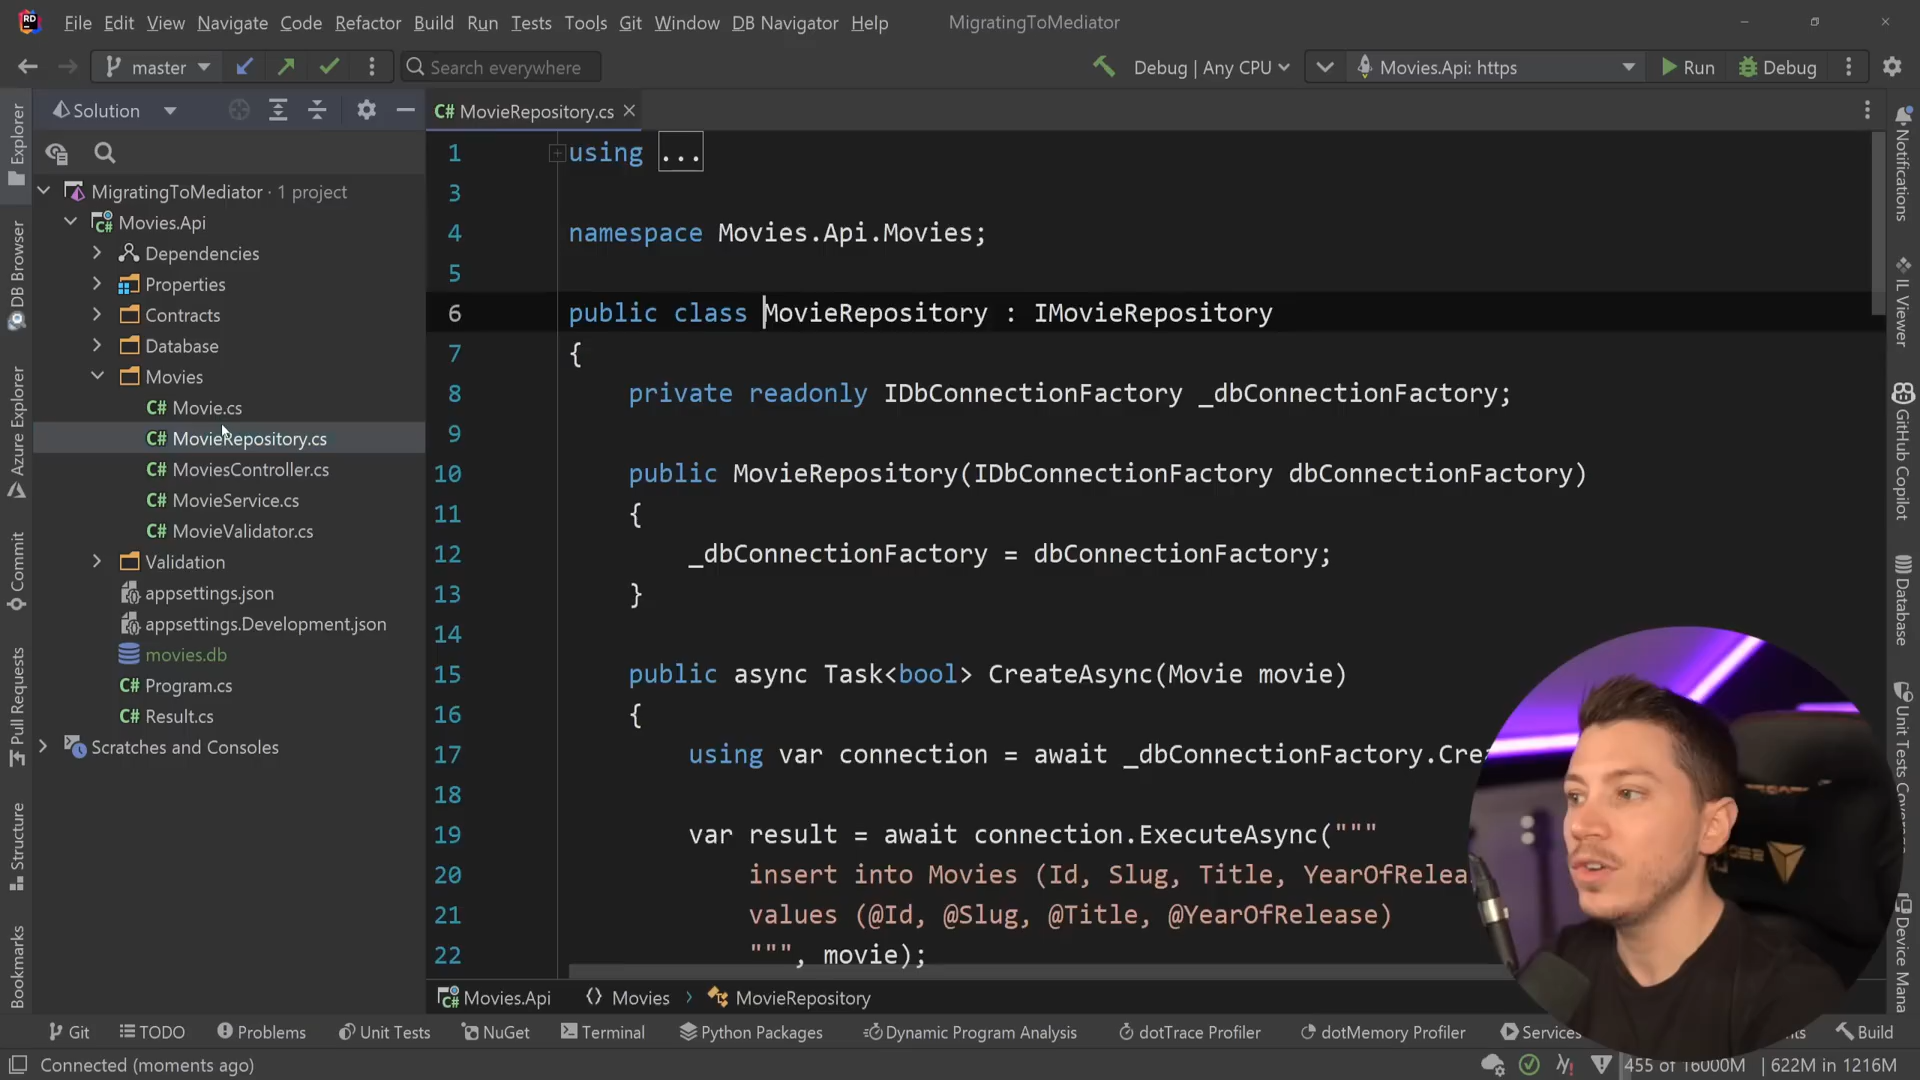 RD File Edit View Navigate Code Refactor Build Run Tests Tools Git Window DB Navigator Help MigratingToMediator
master Search everywhere Debug | Any CPU Movies.Api: https Run Debug
Solution
C# MovieRepository.cs
MigratingToMediator · 1 project
Movies.Api
Dependencies
Properties
Contracts
Database
Movies
C# Movie.cs
C# MovieRepository.cs
C# MoviesController.cs
C# MovieService.cs
C# MovieValidator.cs
Validation
appsettings.json
appsettings.Development.json
movies.db
C# Program.cs
C# Result.cs
Scratches and Consoles
Explorer
DB Browser
Azure Explorer
Commit
Pull Requests
Structure
Bookmarks
1 using ...
3
4 namespace Movies.Api.Movies;
5
6 public class MovieRepository : IMovieRepository
7 {
8 private readonly IDbConnectionFactory _dbConnectionFactory;
9
10 public MovieRepository(IDbConnectionFactory dbConnectionFactory)
11 {
12 _dbConnectionFactory = dbConnectionFactory;
13 }
14
15 public async Task<bool> CreateAsync(Movie movie)
16 {
17 using var connection = await _dbConnectionFactory.Cre
18
19 var result = await connection.ExecuteAsync("""
20 insert into Movies (Id, Slug, Title, YearOfRelea
21 values (@Id, @Slug, @Title, @YearOfRelease)
22 """, movie);
Notifications
IL Viewer
GitHub Copilot
Database
Unit Tests Coverag
Device Mana
Movies.Api Movies MovieRepository
Git TODO Problems Unit Tests NuGet Terminal Python Packages Dynamic Program Analysis dotTrace Profiler dotMemory Profiler Services Build
Connected (moments ago) 455 of 16000M | 622M in 1216M